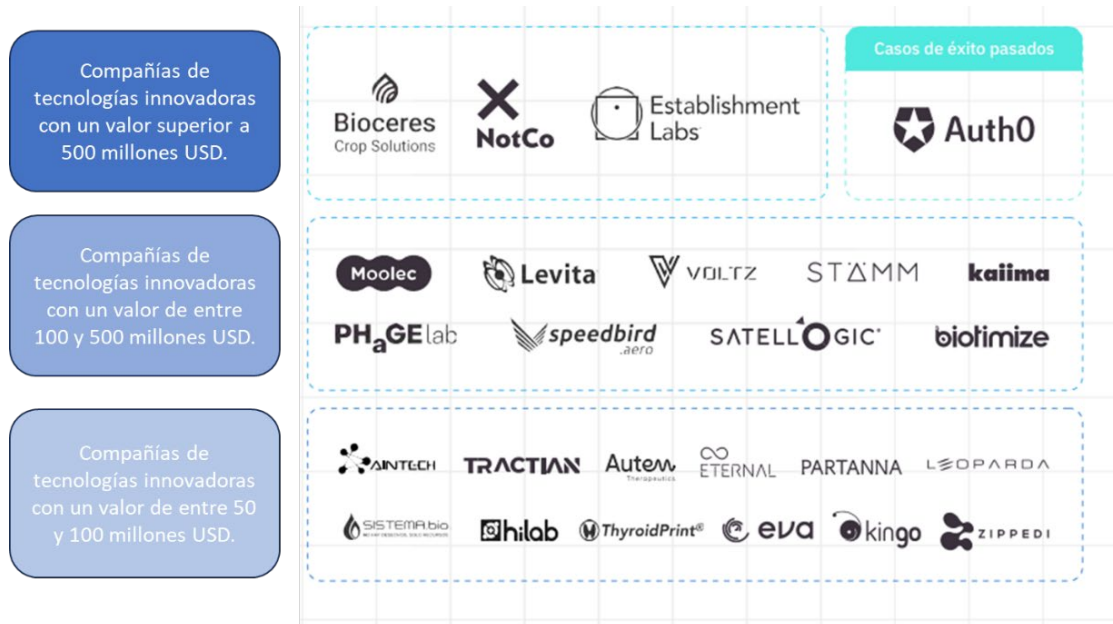 Compañías de
tecnologías innovadoras
con un valor superior a
500 millones USD.
Bioceres
Crop Solutions
NotCo
Establishment
Labs
Casos de éxito pasados
Auth0
Compañías de
tecnologías innovadoras
con un valor de entre
100 y 500 millones USD.
Moolec
Levita
VOLTZ
STÄMM
kaiima
PHaGE lab
speedbird
.aero
SATELLOGIC
biotimize
Compañías de
tecnologías innovadoras
con un valor de entre 50
y 100 millones USD.
AINTECH
TRACTIAN
Autem
Therapeutics
ETERNAL
PARTANNA
LEOPARDA
SISTEMA.bio
hilab
ThyroidPrint®
eva
kingo
ZIPPEDI